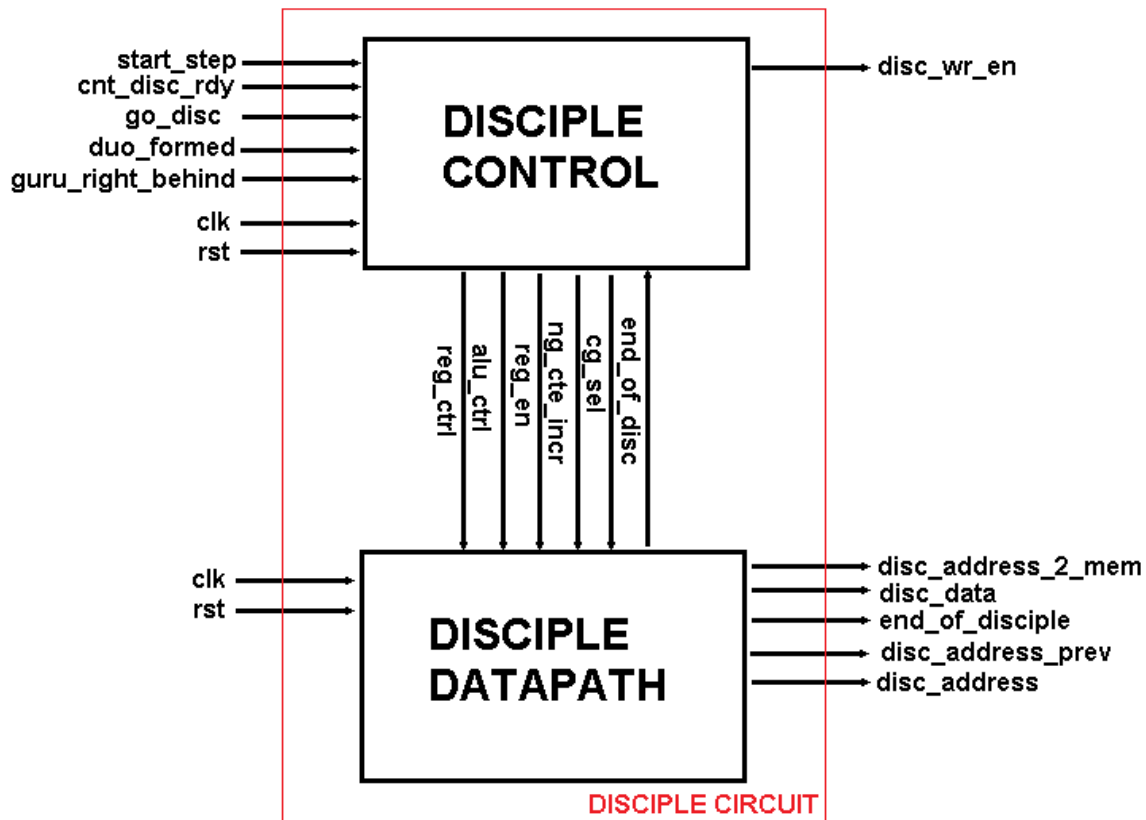 start_step
cnt_disc_rdy
go_disc
duo_formed
guru_right_behind
clk
rst
DISCIPLE
CONTROL
disc_wr_en
reg_ctrl
alu_ctrl
reg_en
ng_cte_incr
cg_sel
end_of_disc
clk
rst
DISCIPLE
DATAPATH
disc_address_2_mem
disc_data
end_of_disciple
disc_address_prev
disc_address
DISCIPLE CIRCUIT